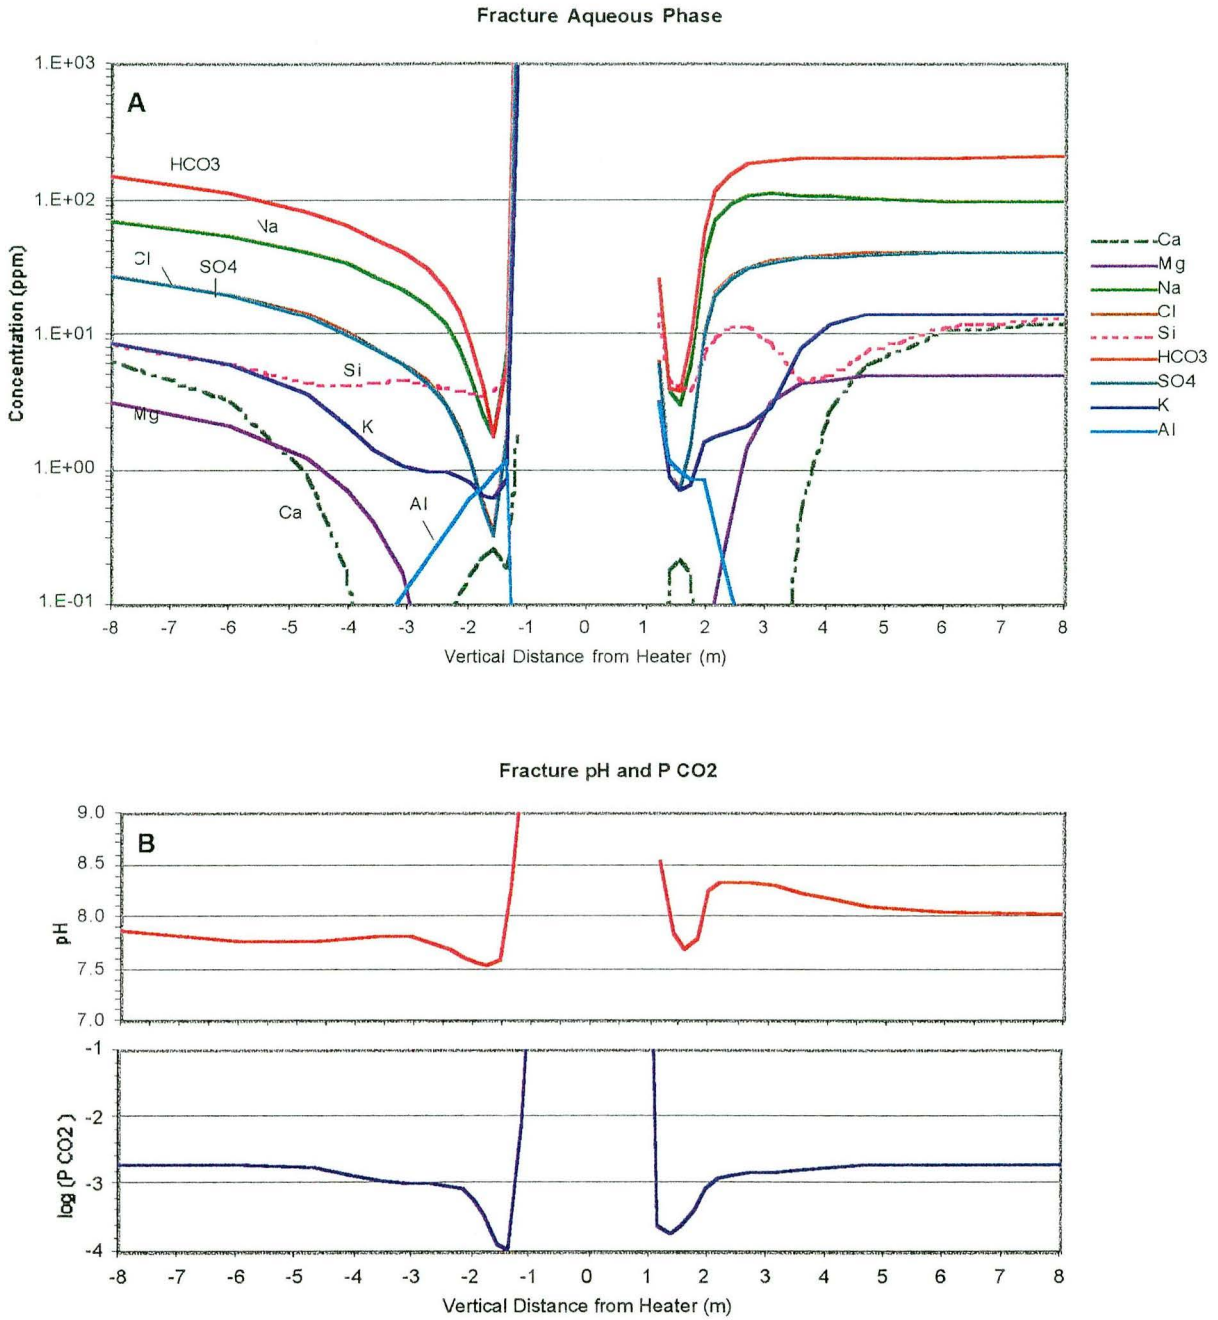 Fracture Aqueous Phase
1.E+03
A
HCO3
1.E+02
Na
Cl
SO4
1.E+01
Si
Mg
K
1.E+00
Ca
Al
1.E-01
Concentration (ppm)
-8 -7 -6 -5 -4 -3 -2 -1 0 1 2 3 4 5 6 7 8
Vertical Distance from Heater (m)
Ca
Mg
Na
Cl
Si
HCO3
SO4
K
Al
Fracture pH and P CO2
9.0
B
8.5
8.0
7.5
7.0
pH
-1
-2
-3
-4
log (P CO2 )
-8 -7 -6 -5 -4 -3 -2 -1 0 1 2 3 4 5 6 7 8
Vertical Distance from Heater (m)